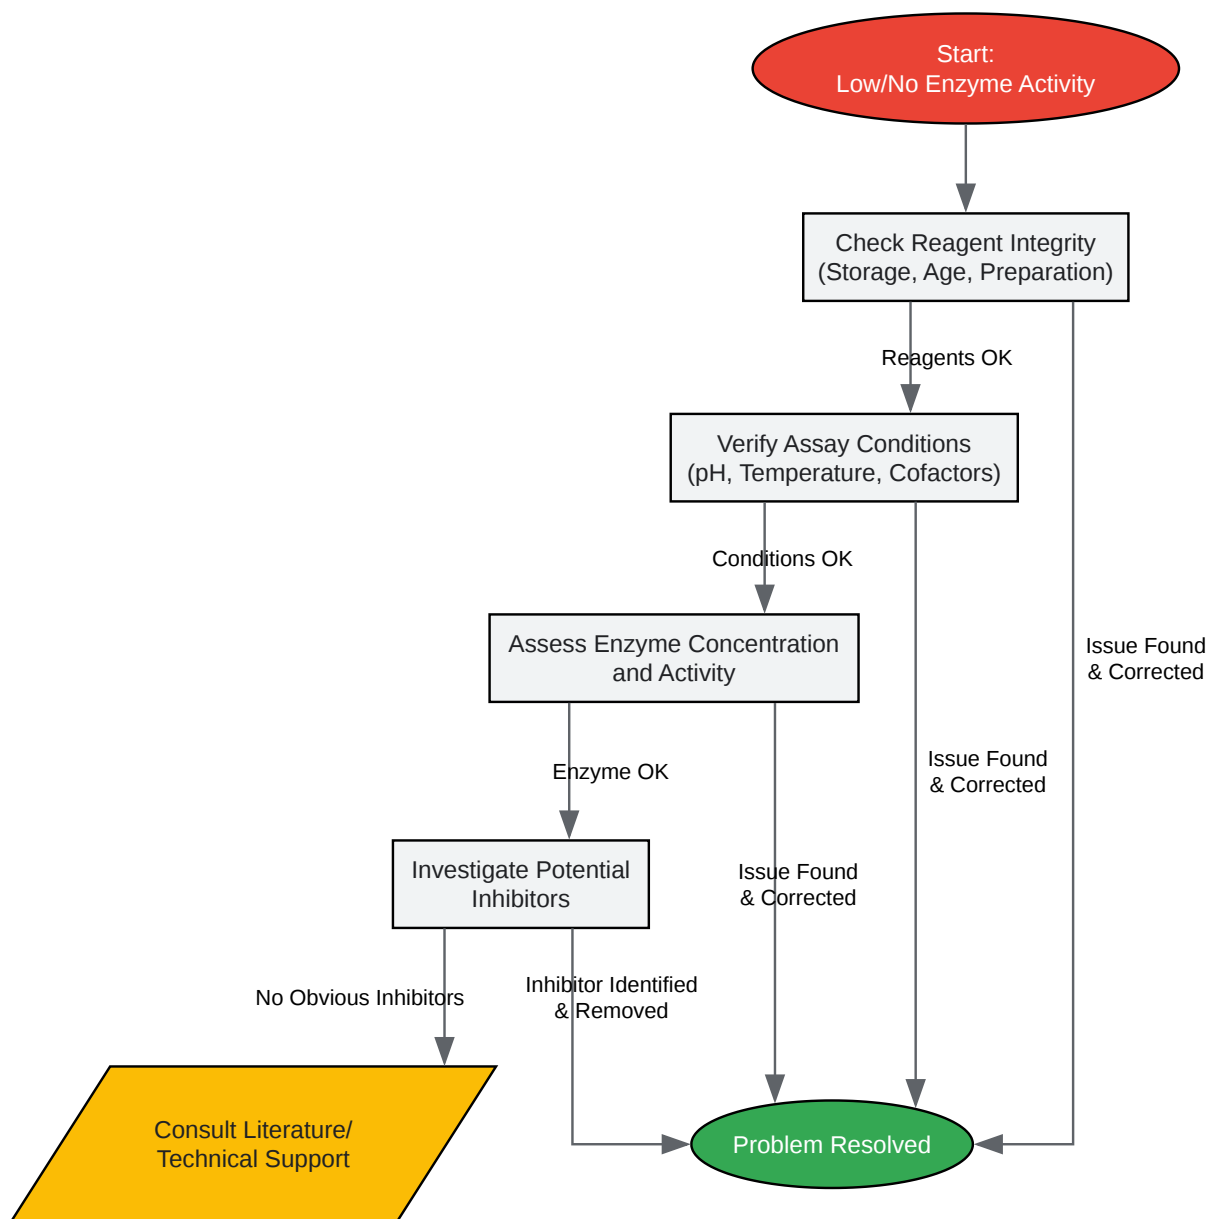 Start:
Low/No Enzyme Activity
Check Reagent Integrity
(Storage, Age, Preparation)
Reagents OK
Verify Assay Conditions
(pH, Temperature, Cofactors)
Conditions OK
Assess Enzyme Concentration
and Activity
Issue Found
& Corrected
Issue Found
& Corrected
Enzyme OK
Investigate Potential
Inhibitors
Issue Found
& Corrected
No Obvious Inhibitors
Inhibitor Identified
& Removed
Consult Literature/
Technical Support
Problem Resolved